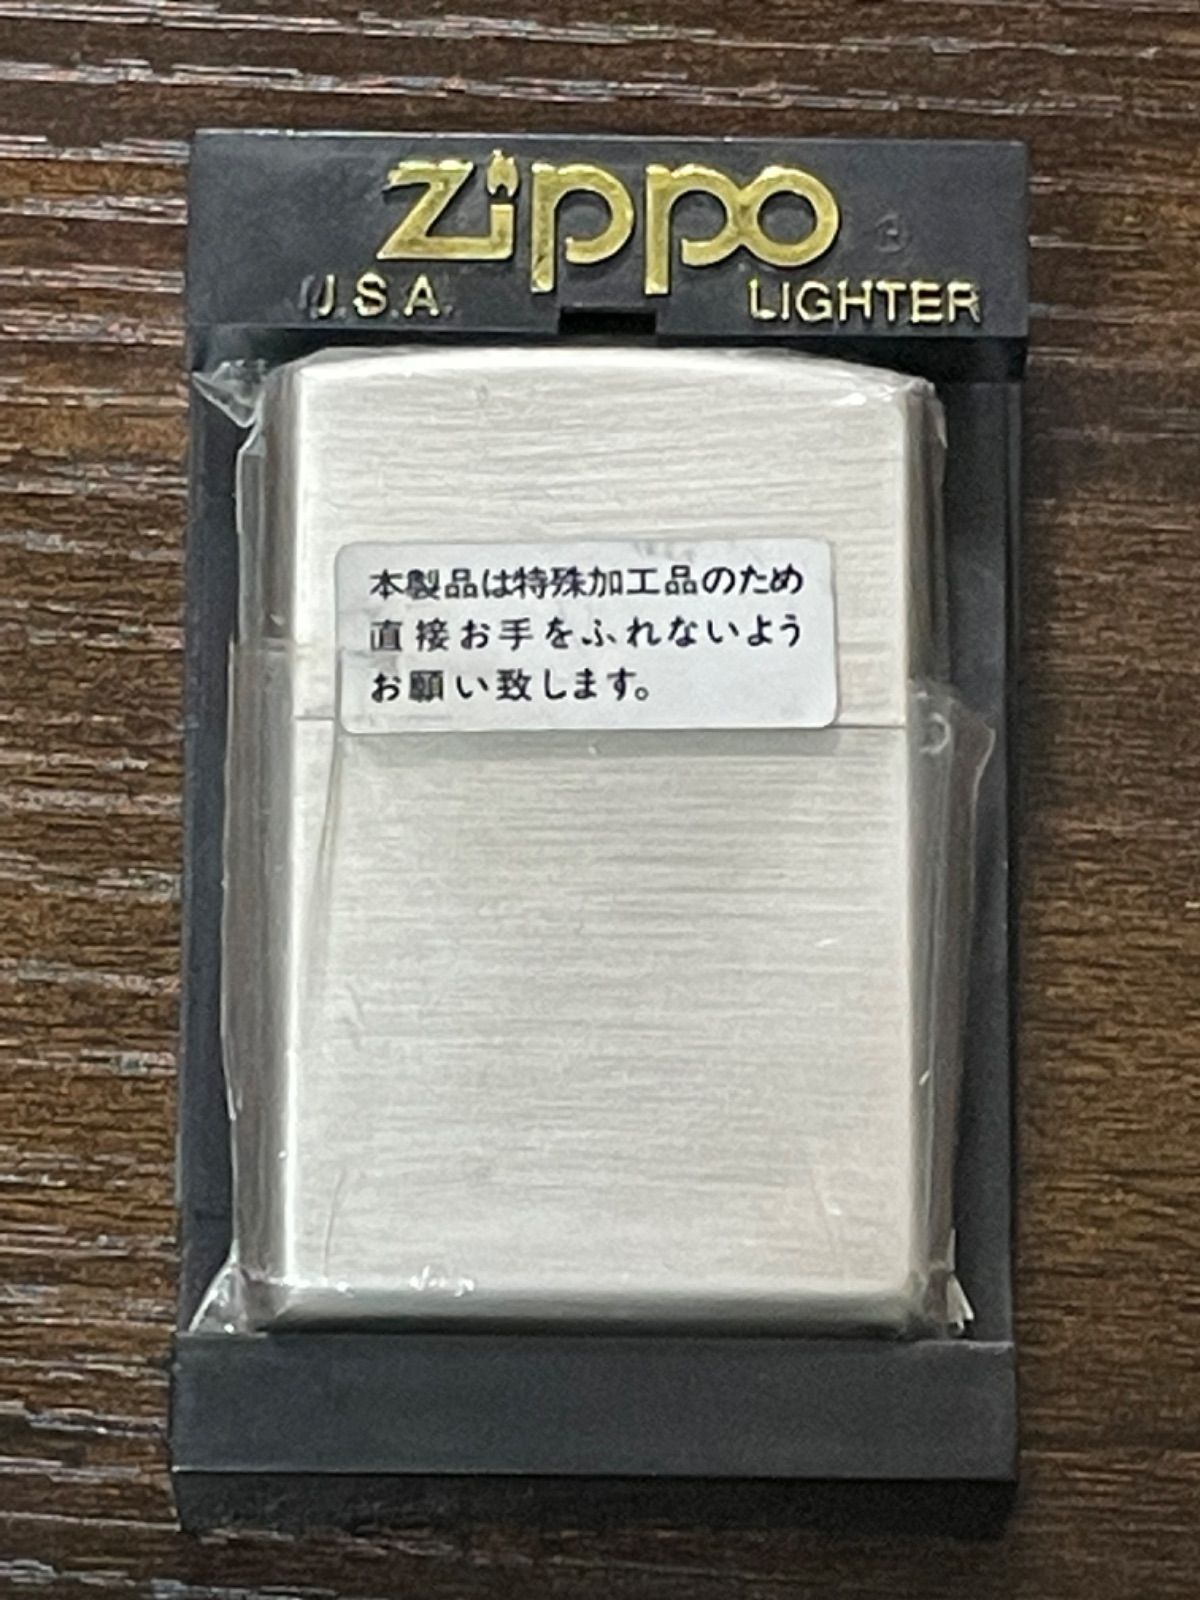 Zippo ®
U.S.A. LIGHTER
本製品は特殊加工品のため
直接お手をふれないよう
お願い致します。